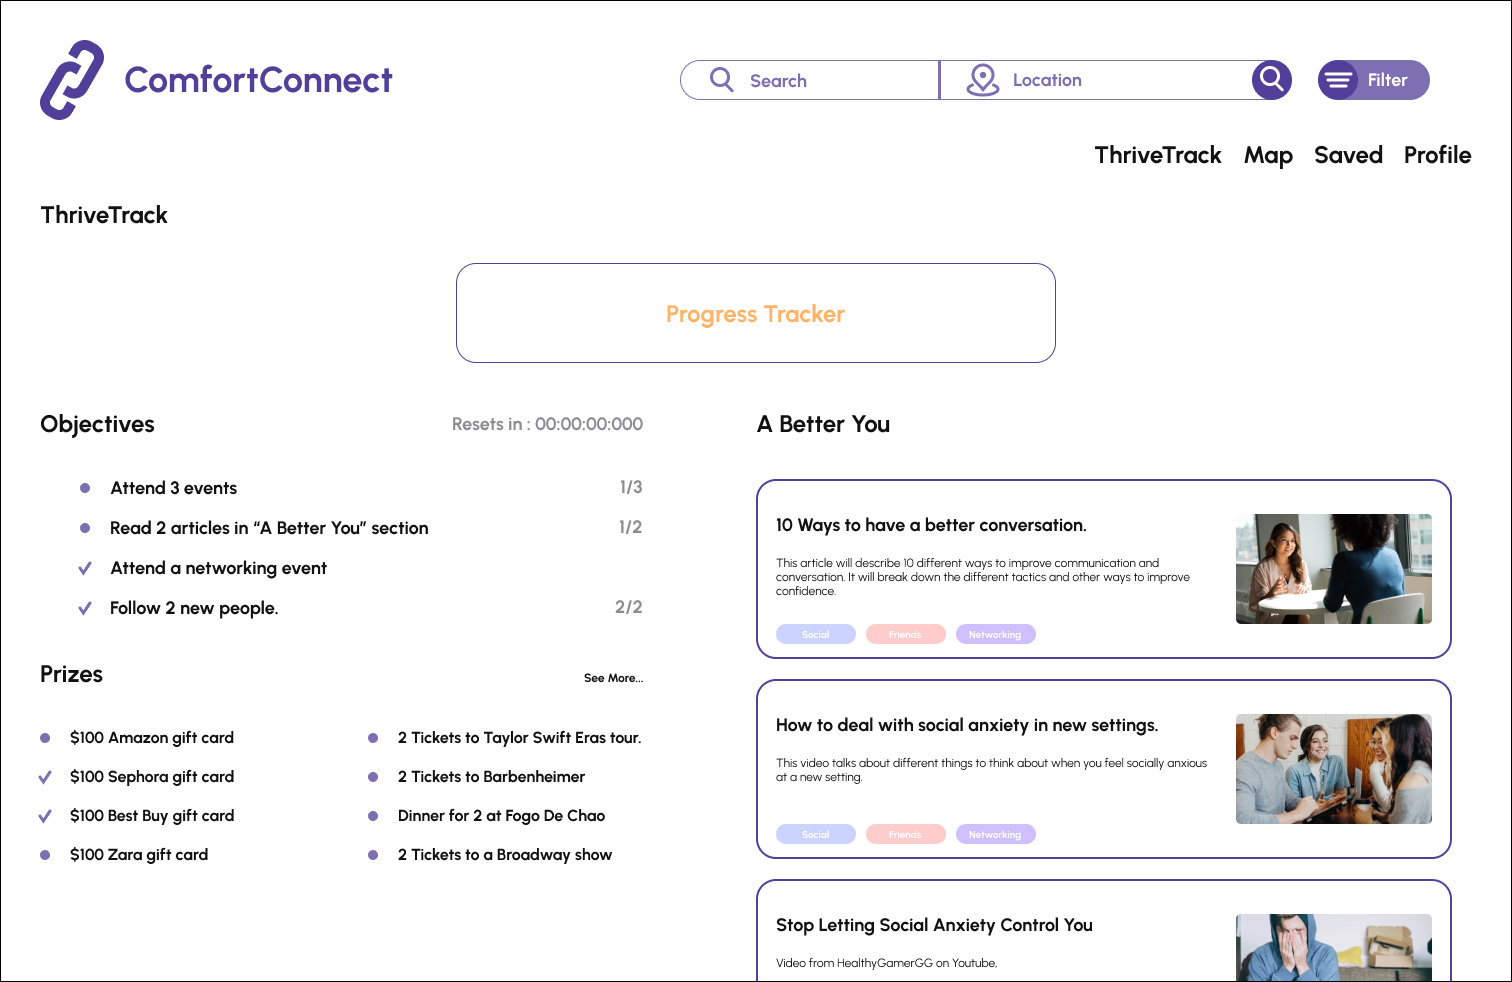 ComfortConnect
Search
Location
Filter
ThriveTrack Map Saved Profile
ThriveTrack
Progress Tracker
Objectives
Resets in : 00:00:00:000
Attend 3 events
1/3
Read 2 articles in “A Better You” section
1/2
Attend a networking event
Follow 2 new people.
2/2
Prizes
See More...
$100 Amazon gift card
$100 Sephora gift card
$100 Best Buy gift card
$100 Zara gift card
2 Tickets to Taylor Swift Eras tour.
2 Tickets to Barbenheimer
Dinner for 2 at Fogo De Chao
2 Tickets to a Broadway show
A Better You
10 Ways to have a better conversation.
This article will describe 10 different ways to improve communication and
conversation. It will break down the different tactics and other ways to improve
confidence.
Social Friends Networking
How to deal with social anxiety in new settings.
This video talks about different things to think about when you feel socially anxious
at a new setting.
Social Friends Networking
Stop Letting Social Anxiety Control You
Video from HealthyGamerGG on Youtube,